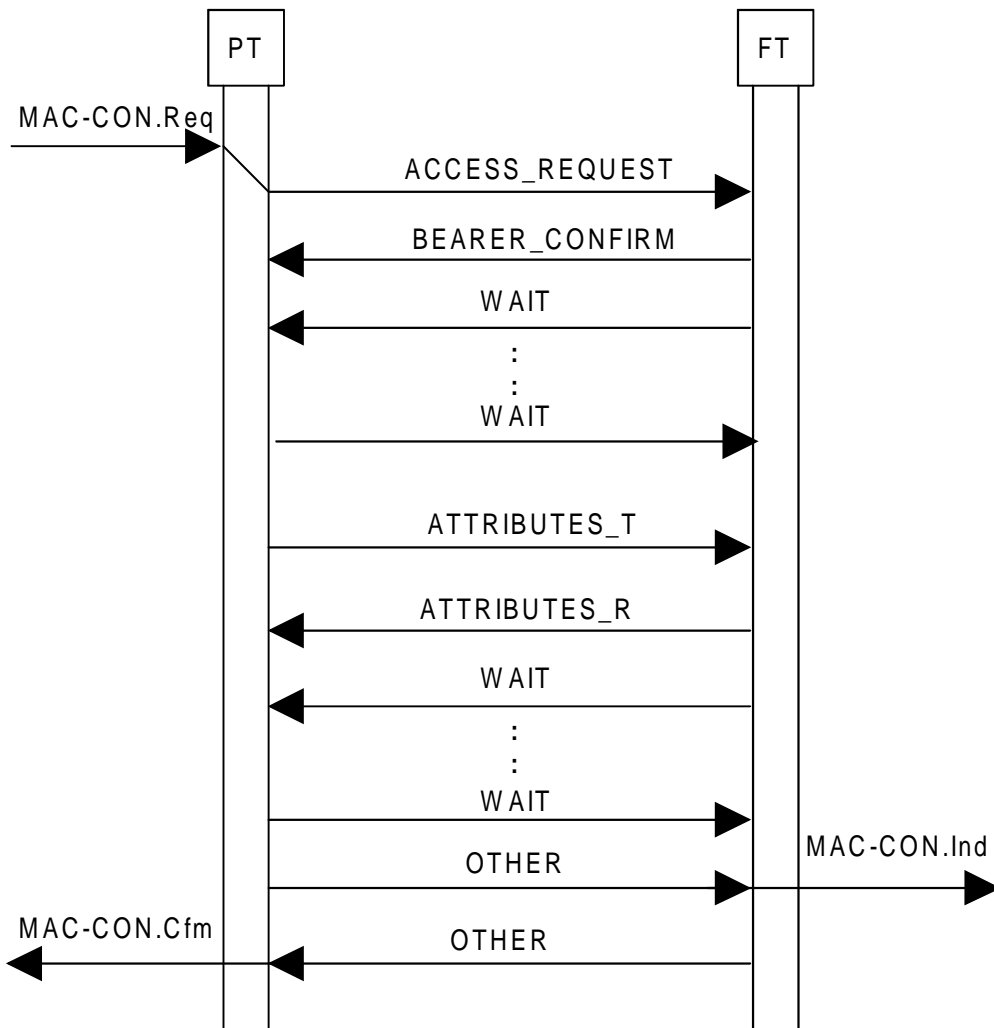 PT
FT
MAC-CON.Req
ACCESS_REQUEST
BEARER_CONFIRM
WAIT
:
:
WAIT
ATTRIBUTES_T
ATTRIBUTES_R
WAIT
:
:
WAIT
MAC-CON.Ind
OTHER
MAC-CON.Cfm
OTHER